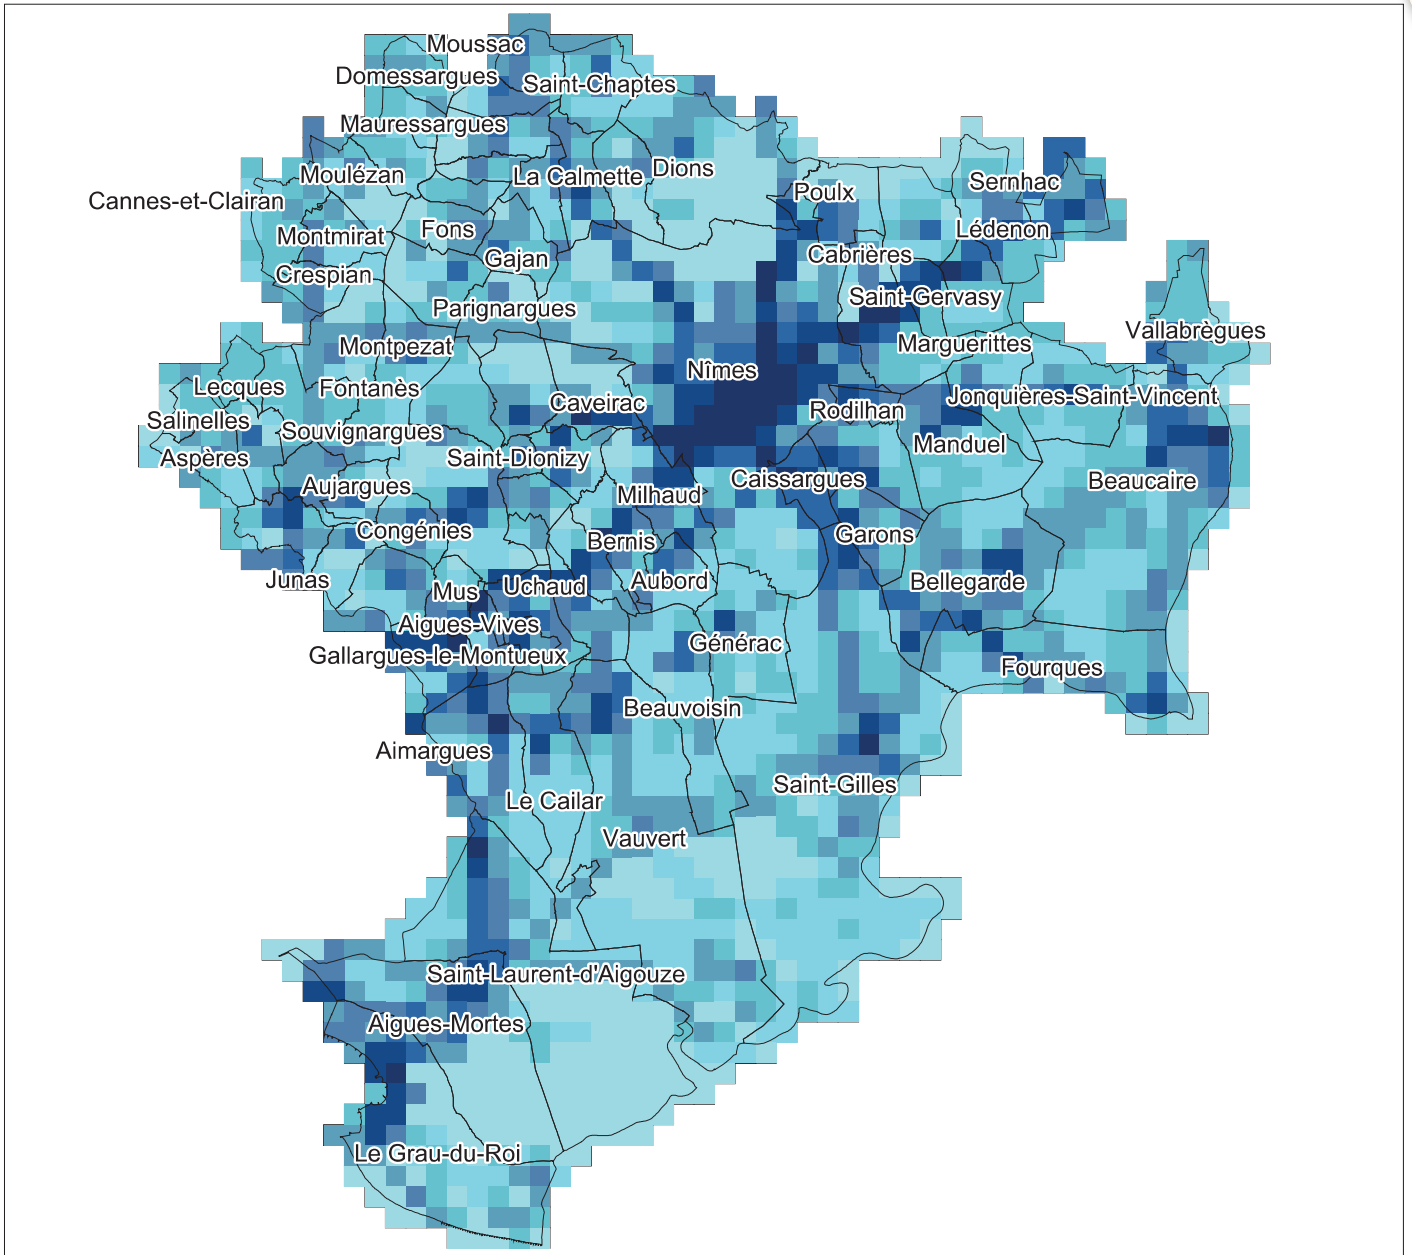 Moussac
Domessargues
Saint-Chaptes
Mauressargues
Dions
Moulézan
La Calmette
Sernhac
Poulx
Cannes-et-Clairan
Fons
Lédenon
Montmirat
Cabrières
Gajan
Crespian
Saint-Gervasy
Parignargues
Vallabrègues
Marguerittes
Montpezat
Nîmes
Lecques
Fontanès
Jonquières-Saint-Vincent
Caveirac
Rodilhan
Salinelles
Souvignargues
Manduel
Aspères
Saint-Dionizy
Caissargues
Beaucaire
Aujargues
Milhaud
Congénies
Garons
Bernis
Junas
Aubord
Bellegarde
Uchaud
Mus
Aigues-Vives
Générac
Gallargues-le-Montueux
Fourques
Beauvoisin
Aimargues
Saint-Gilles
Le Cailar
Vauvert
Saint-Laurent-d'Aigouze
Aigues-Mortes
Le Grau-du-Roi